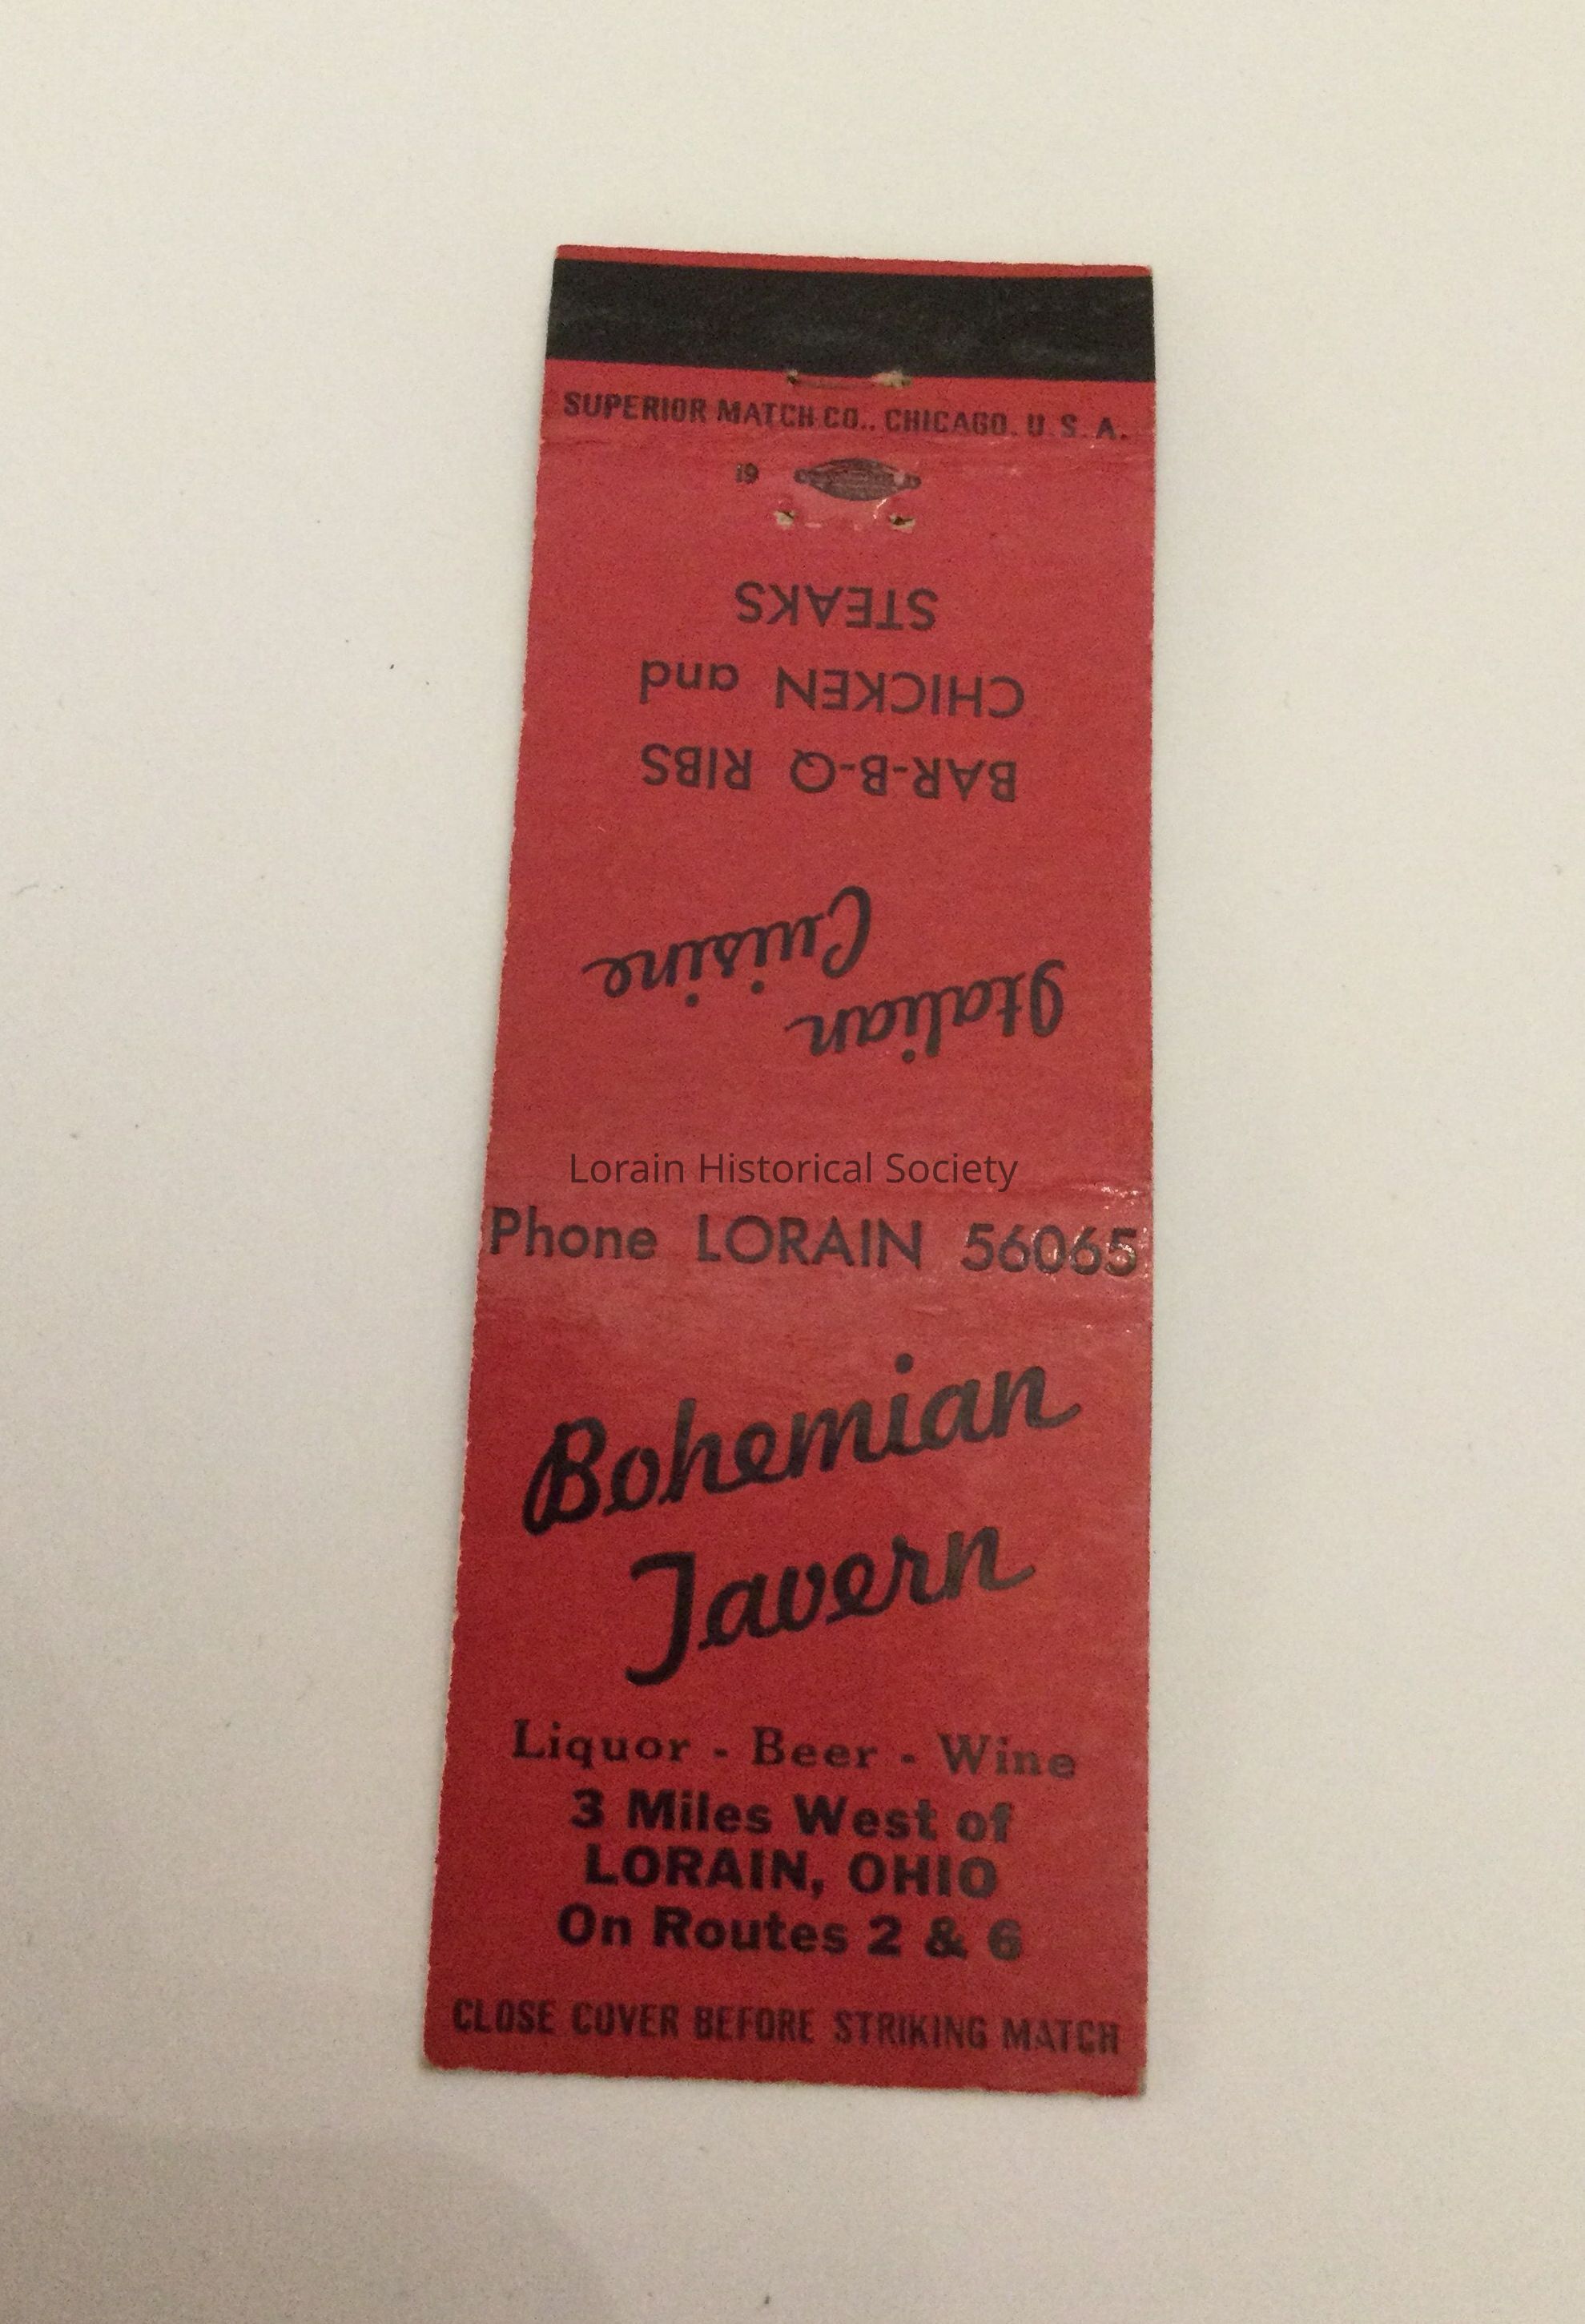 SUPERIOR MATCH CO., CHICAGO, U.S.A.
19
Italian
Cuisine
BAR-B-Q RIBS
CHICKEN and
STEAKS
Lorain Historical Society
Phone LORAIN 56065
Bohemian
Tavern
Liquor - Beer - Wine
3 Miles West of
LORAIN, OHIO
On Routes 2 & 6
CLOSE COVER BEFORE STRIKING MATCH